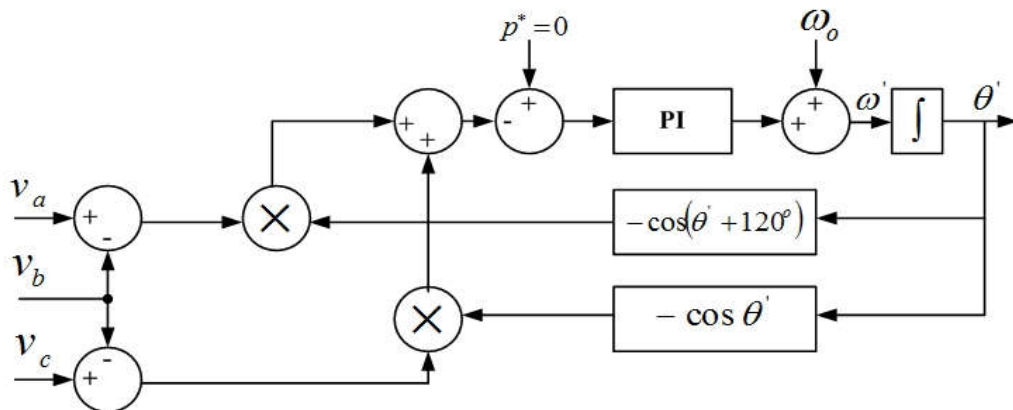 p* = 0
ω_o
+
+
+
+
-
PI
+
+
ω'
∫
θ'
v_a
+
-
×
- cos(θ' + 120°)
v_b
×
- cos θ'
v_c
-
+